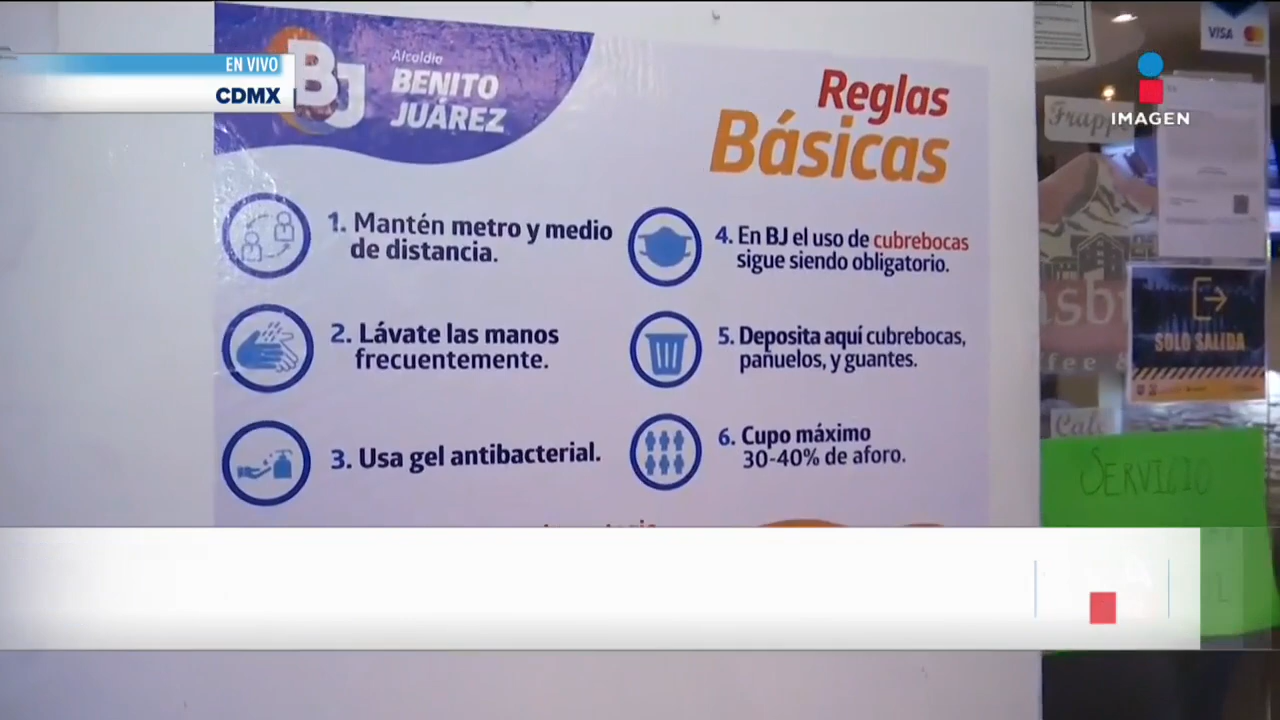 EN VIVO
CDMX
BJ
Alcaldía
BENITO
JUÁREZ
Reglas
Básicas
1. Mantén metro y medio
de distancia.
2. Lávate las manos
frecuentemente.
3. Usa gel antibacterial.
4. En BJ el uso de cubrebocas
sigue siendo obligatorio.
5. Deposita aquí cubrebocas,
pañuelos, y guantes.
6. Cupo máximo
30-40% de aforo.
VISA
IMAGEN
Frapp
SOLO SALIDA
Café
SERVICIO